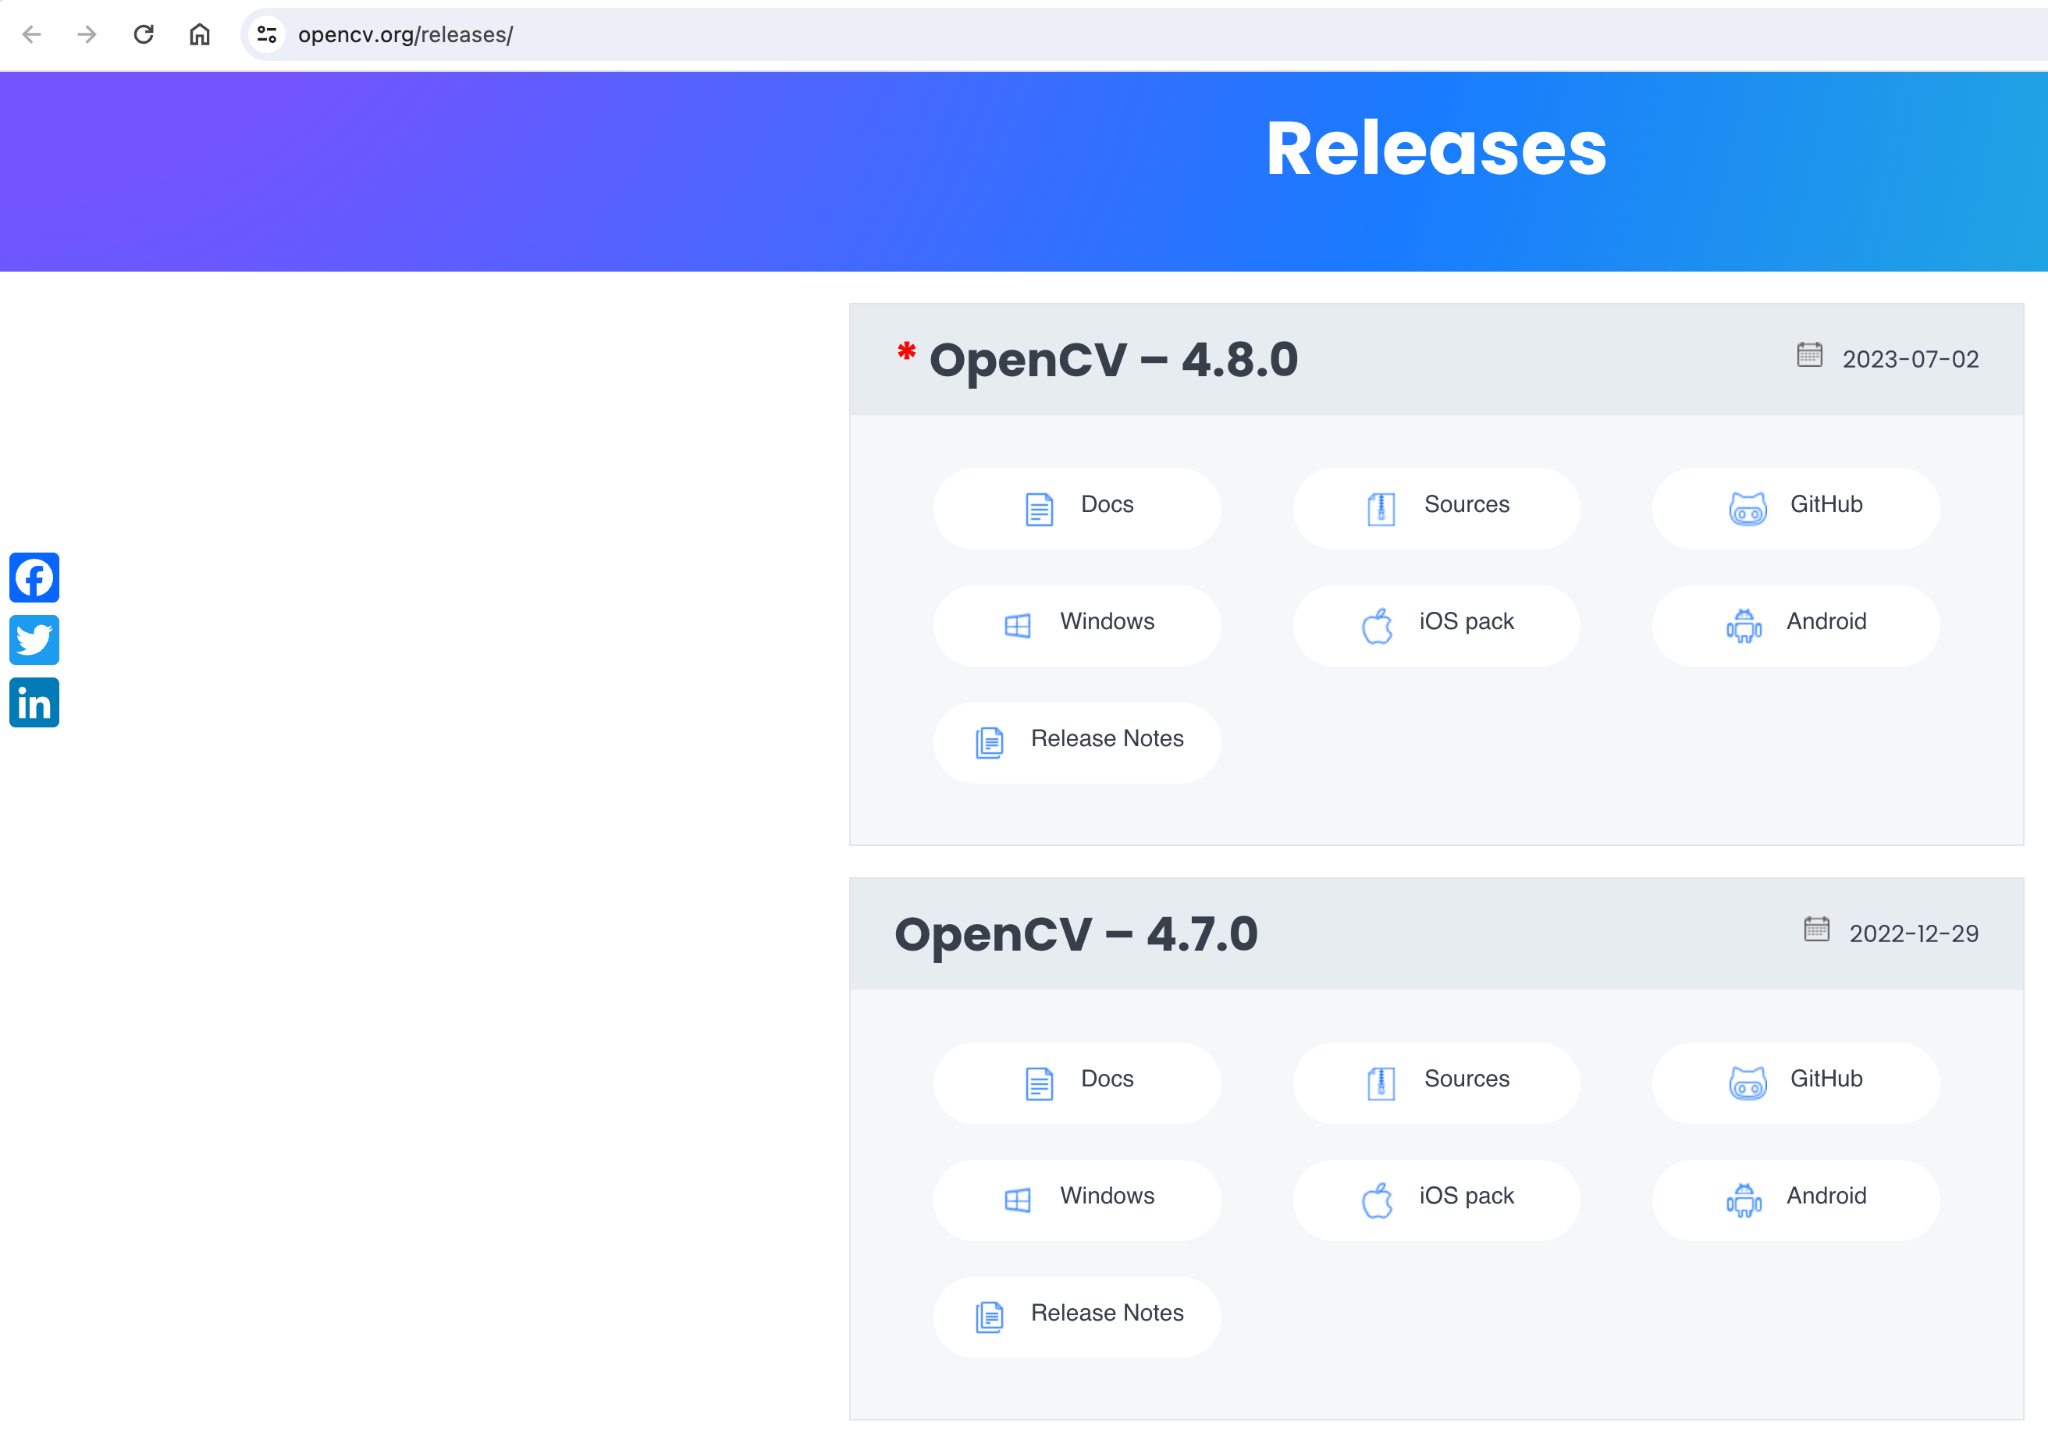 opencv.org/releases/
Releases
* OpenCV – 4.8.0 2023-07-02
Docs Sources GitHub
Windows iOS pack Android
Release Notes
OpenCV – 4.7.0 2022-12-29
Docs Sources GitHub
Windows iOS pack Android
Release Notes
in